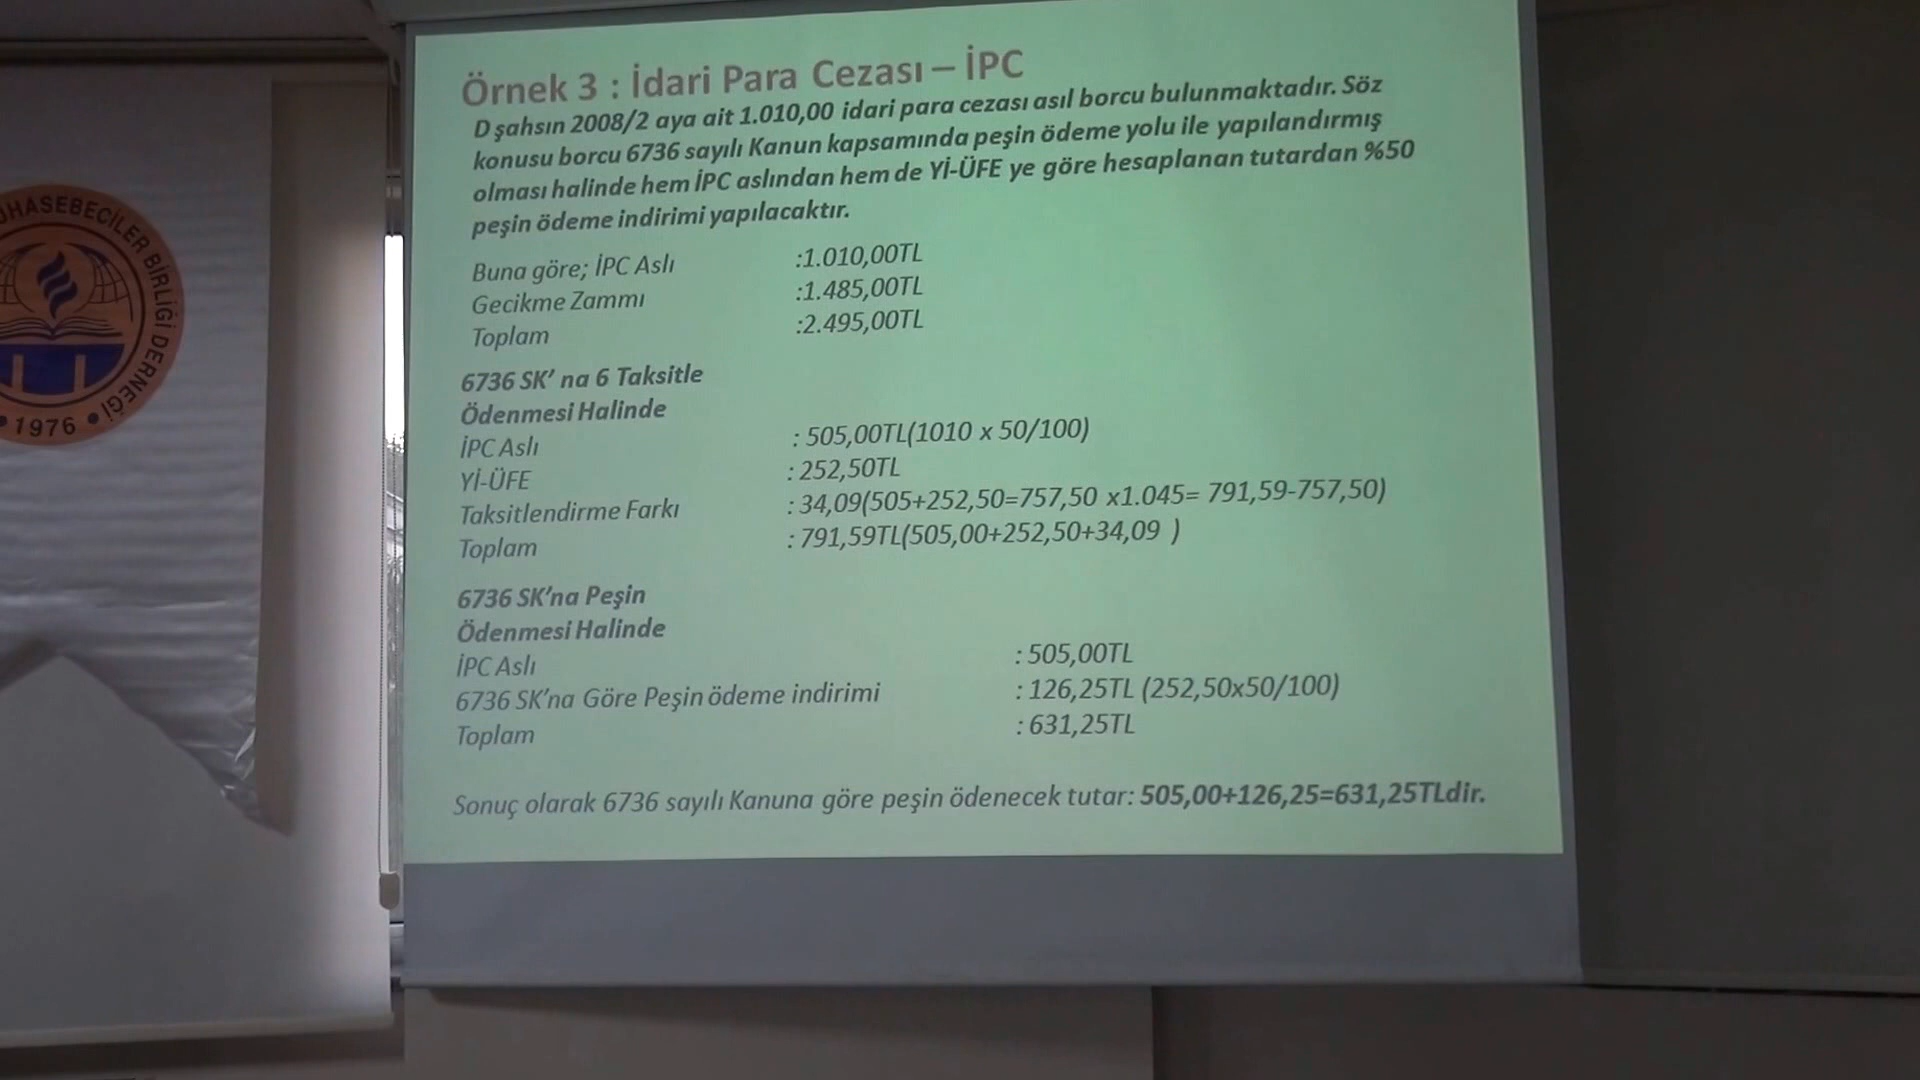 Örnek 3 : İdari Para Cezası – İPC
D şahsın 2008/2 aya ait 1.010,00 idari para cezası asıl borcu bulunmaktadır. Söz
konusu borcu 6736 sayılı Kanun kapsamında peşin ödeme yolu ile yapılandırmış
olması halinde hem İPC aslından hem de Yİ-ÜFE ye göre hesaplanan tutardan %50
peşin ödeme indirimi yapılacaktır.
Buna göre; İPC Aslı :1.010,00TL
Gecikme Zammı :1.485,00TL
Toplam :2.495,00TL
6736 SK’ na 6 Taksitle
Ödenmesi Halinde
İPC Aslı : 505,00TL(1010 x 50/100)
Yİ-ÜFE : 252,50TL
Taksitlendirme Farkı : 34,09(505+252,50=757,50 x1.045= 791,59-757,50)
Toplam : 791,59TL(505,00+252,50+34,09 )
6736 SK’na Peşin
Ödenmesi Halinde
İPC Aslı : 505,00TL
6736 SK’na Göre Peşin ödeme indirimi : 126,25TL (252,50x50/100)
Toplam : 631,25TL
Sonuç olarak 6736 sayılı Kanuna göre peşin ödenecek tutar: 505,00+126,25=631,25TLdir.
UHASEBECİLER BİRLİĞİ DERNEĞİ
• 1976 •